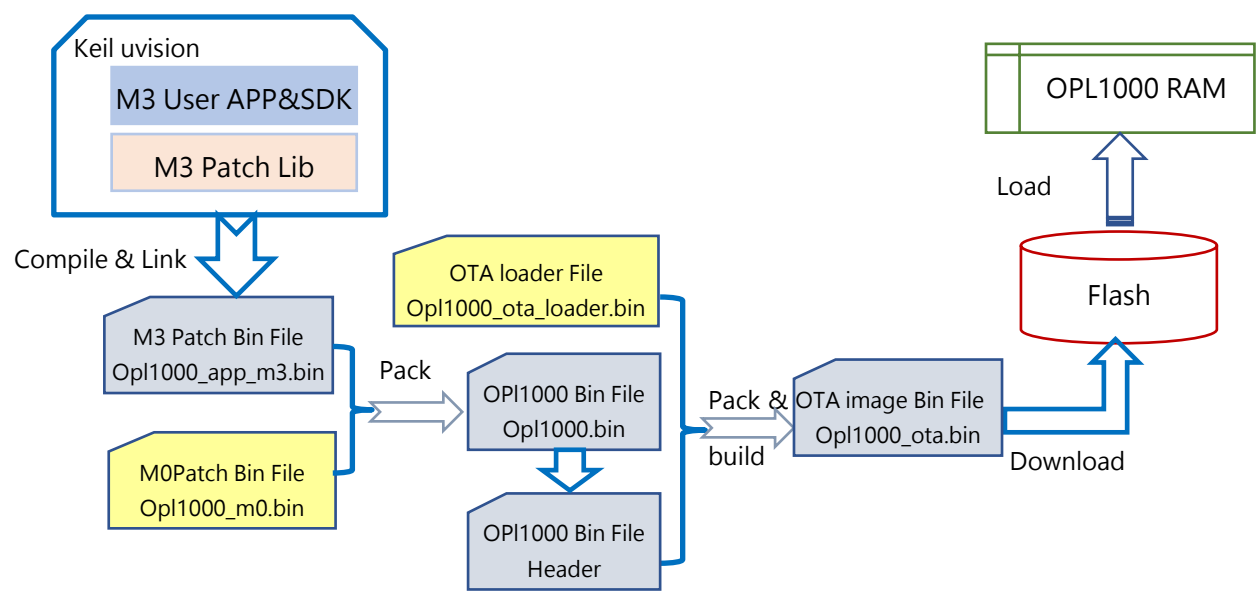 Keil uvision
M3 User APP&SDK
M3 Patch Lib
Compile & Link
M3 Patch Bin File
Opl1000_app_m3.bin
M0Patch Bin File
Opl1000_m0.bin
Pack
OTA loader File
Opl1000_ota_loader.bin
OPl1000 Bin File
Opl1000.bin
OPl1000 Bin File
Header
Pack &
build
OTA image Bin File
Opl1000_ota.bin
Download
Flash
Load
OPL1000 RAM